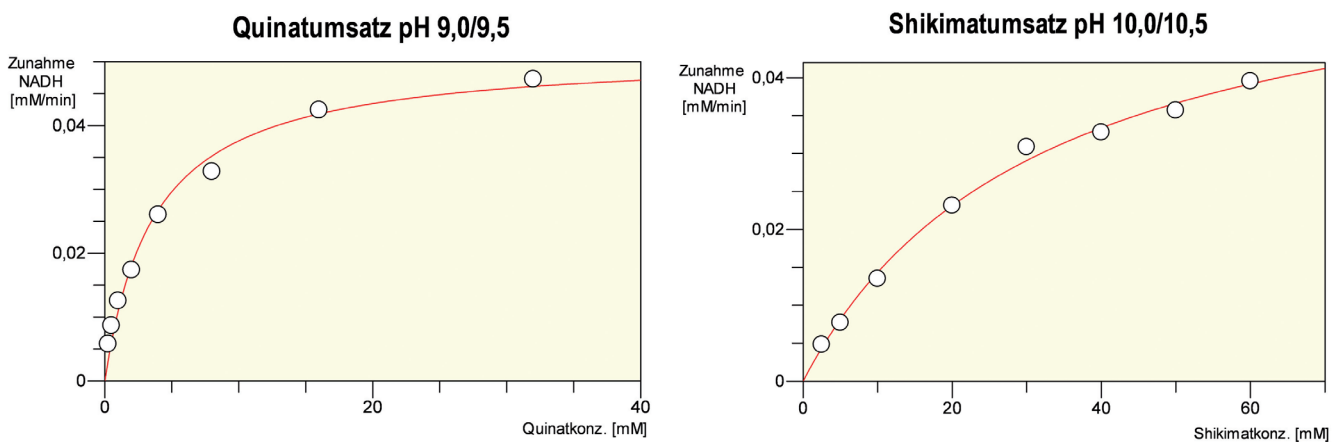 Quinatumsatz pH 9,0/9,5
Zunahme
NADH
[mM/min]
0,04
0,02
0
0
20
40
Quinatkonz. [mM]
Shikimatumsatz pH 10,0/10,5
Zunahme
NADH
[mM/min]
0,04
0,02
0
0
20
40
60
Shikimatkonz. [mM]